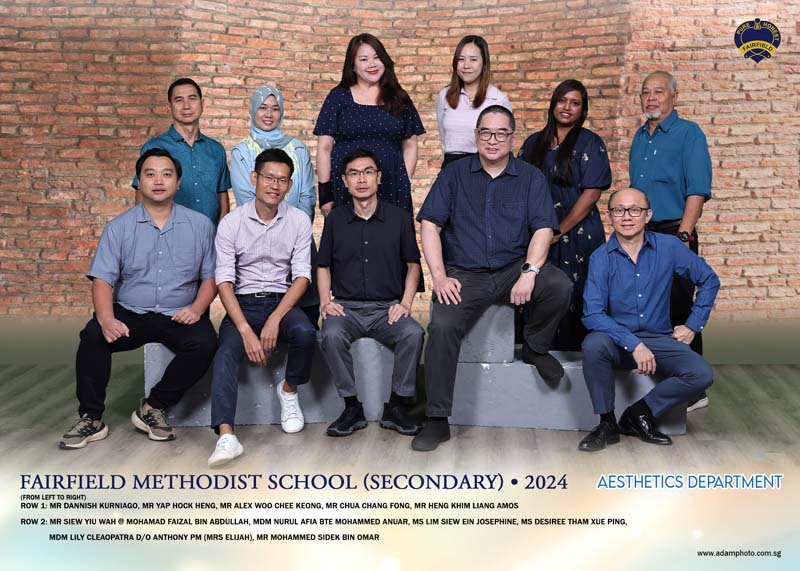 PURE HONEST
FAIRFIELD
FAIRFIELD METHODIST SCHOOL (SECONDARY) • 2024 AESTHETICS DEPARTMENT
(FROM LEFT TO RIGHT)
ROW 1: MR DANNISH KURNIAGO, MR YAP HOCK HENG, MR ALEX WOO CHEE KEONG, MR CHUA CHANG FONG, MR HENG KHIM LIANG AMOS
ROW 2: MR SIEW YIU WAH @ MOHAMAD FAIZAL BIN ABDULLAH, MDM NURUL AFIA BTE MOHAMMED ANUAR, MS LIM SIEW EIN JOSEPHINE, MS DESIREE THAM XUE PING,
MDM LILY CLEAOPATRA D/O ANTHONY PM (MRS ELIJAH), MR MOHAMMED SIDEK BIN OMAR
www.adamphoto.com.sg